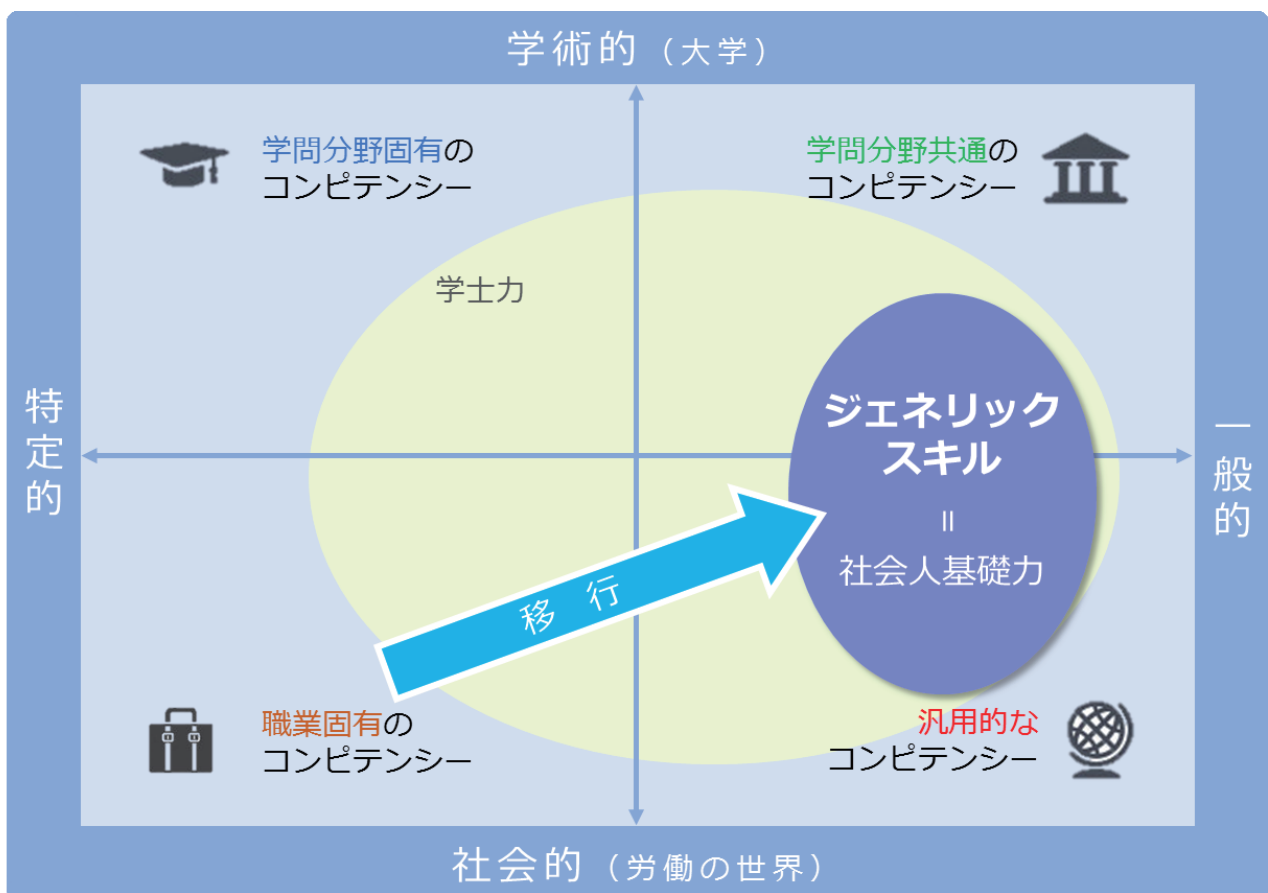 学術的（大学）
学問分野固有の
コンピテンシー
学問分野共通の
コンピテンシー
学士力
特定的
一般的
ジェネリック
スキル
＝
社会人基礎力
移行
職業固有の
コンピテンシー
汎用的な
コンピテンシー
社会的（労働の世界）